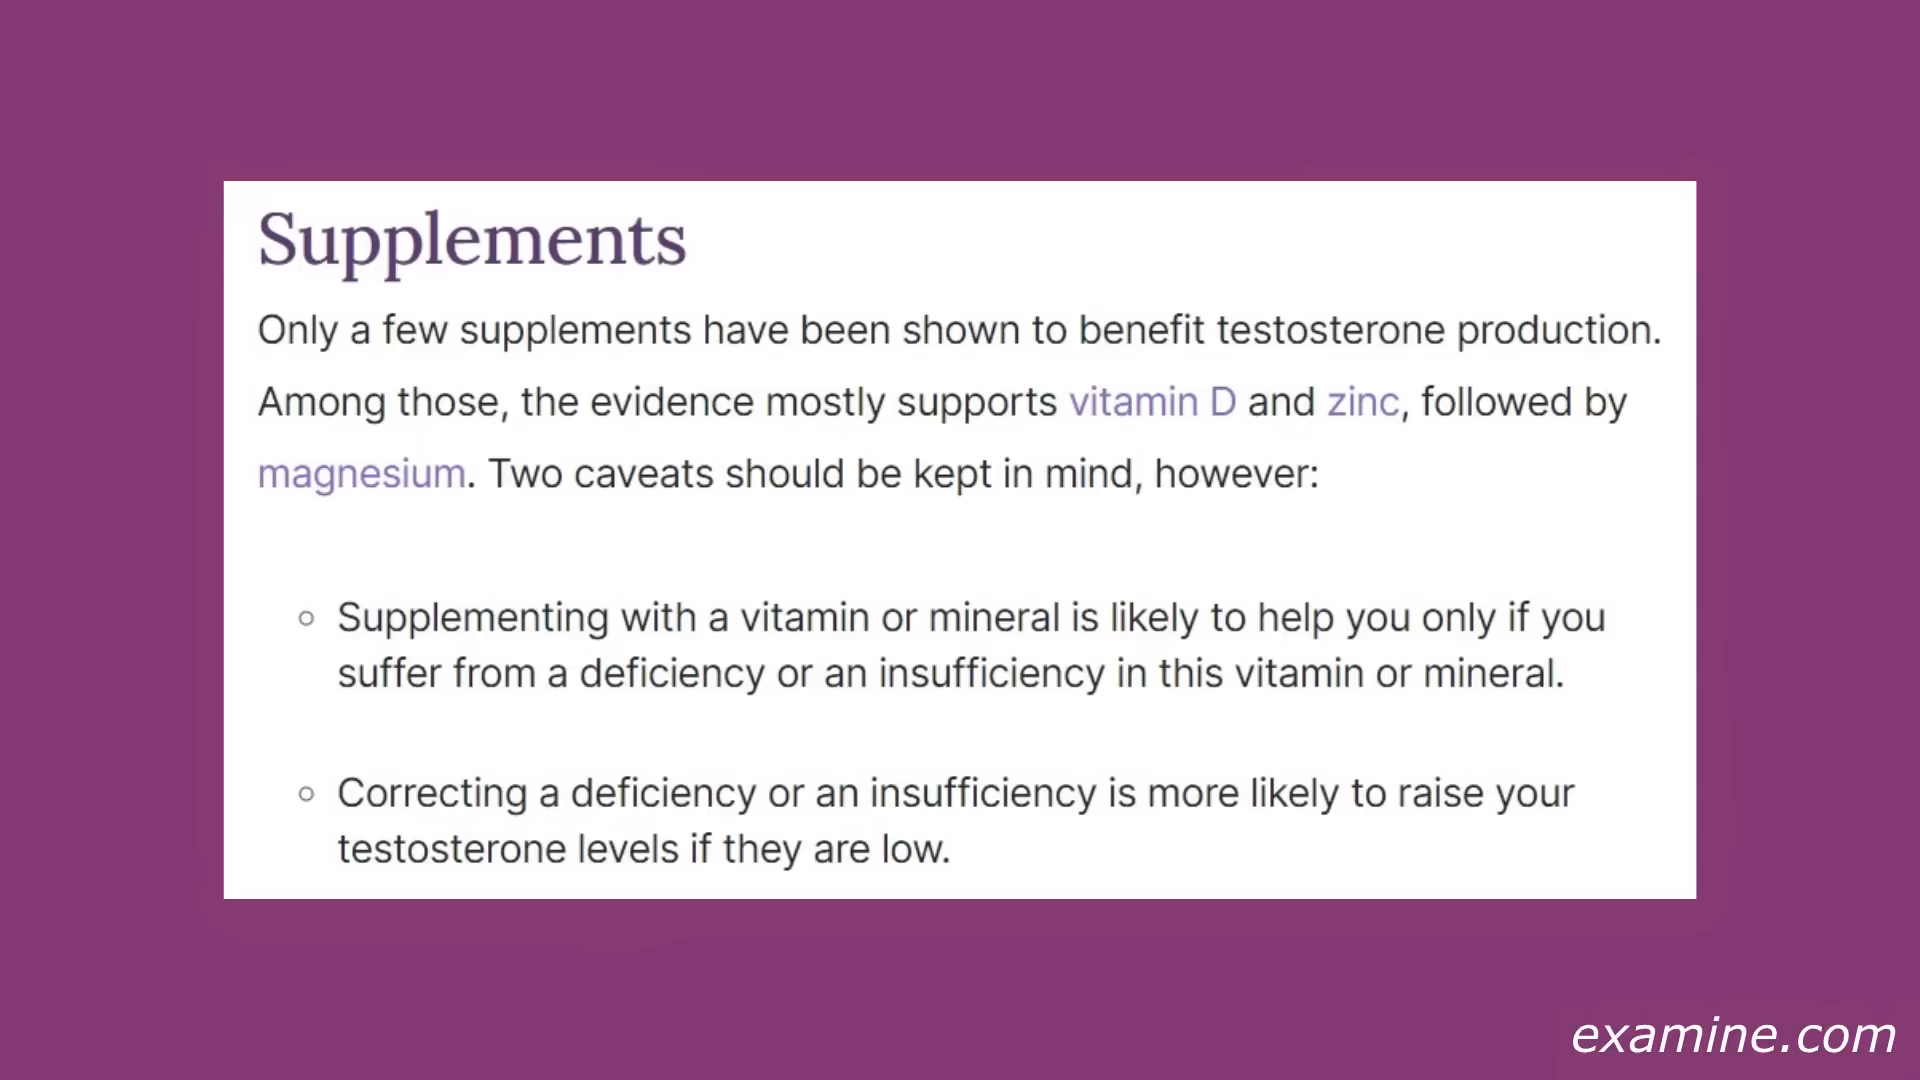 Supplements
Only a few supplements have been shown to benefit testosterone production.
Among those, the evidence mostly supports vitamin D and zinc, followed by
magnesium. Two caveats should be kept in mind, however:
◦ Supplementing with a vitamin or mineral is likely to help you only if you
suffer from a deficiency or an insufficiency in this vitamin or mineral.
◦ Correcting a deficiency or an insufficiency is more likely to raise your
testosterone levels if they are low.
examine.com